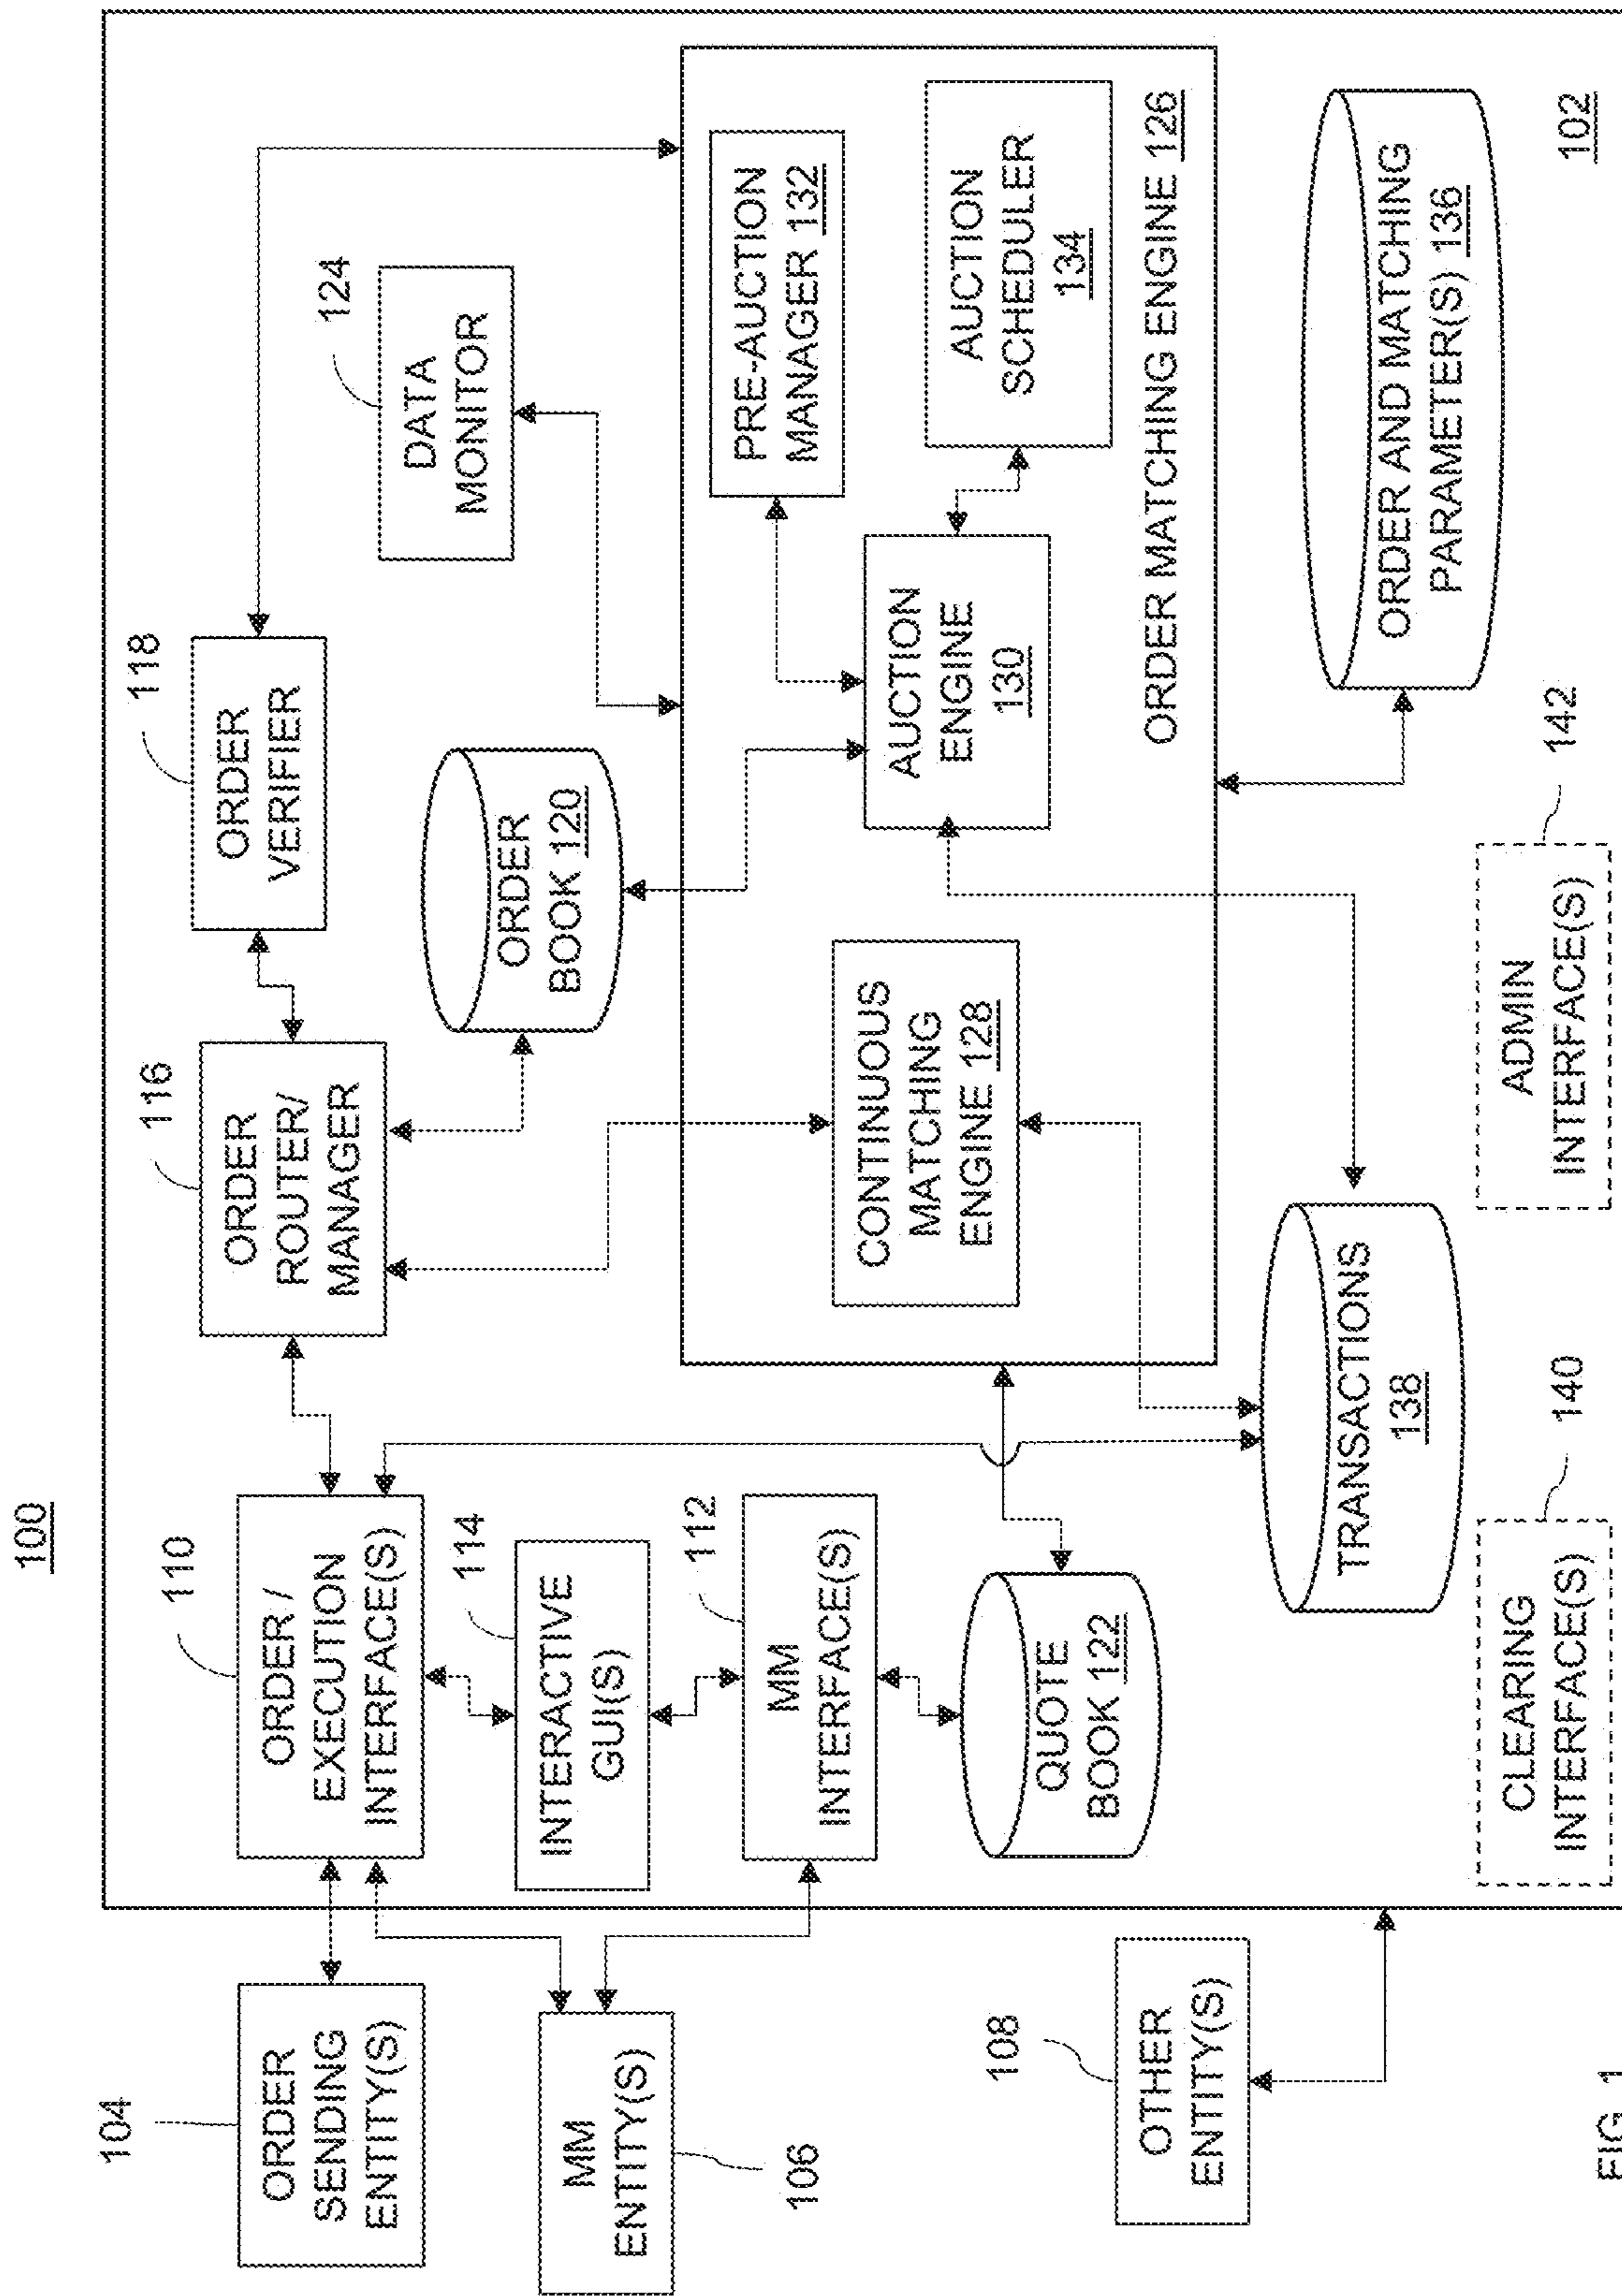 100
104
ORDER
SENDING
ENTITY(S)
MM
ENTITY(S)
106
108
OTHER
ENTITY(S)
110
ORDER /
EXECUTION
INTERFACE(S)
114
INTERACTIVE
GUI(S)
112
MM
INTERFACE(S)
QUOTE
BOOK 122
116
ORDER
ROUTER/
MANAGER
118
ORDER
VERIFIER
ORDER
BOOK 120
124
DATA
MONITOR
CONTINUOUS
MATCHING
ENGINE 128
AUCTION
ENGINE
130
PRE-AUCTION
MANAGER 132
AUCTION
SCHEDULER
134
ORDER MATCHING ENGINE 126
TRANSACTIONS
138
ORDER AND MATCHING
PARAMETER(S) 136
140
CLEARING
INTERFACE(S)
142
ADMIN
INTERFACE(S)
102
FIG. 1